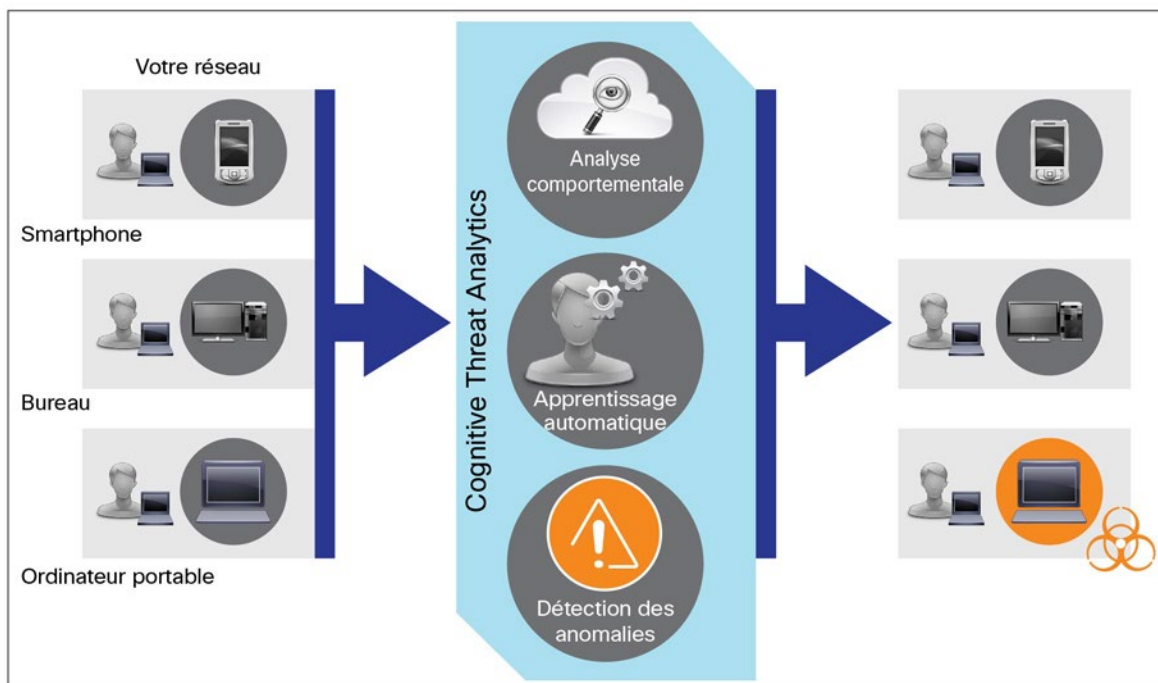 Votre réseau
Smartphone
Bureau
Ordinateur portable
Cognitive Threat Analytics
Analyse
comportementale
Apprentissage
automatique
Détection des
anomalies